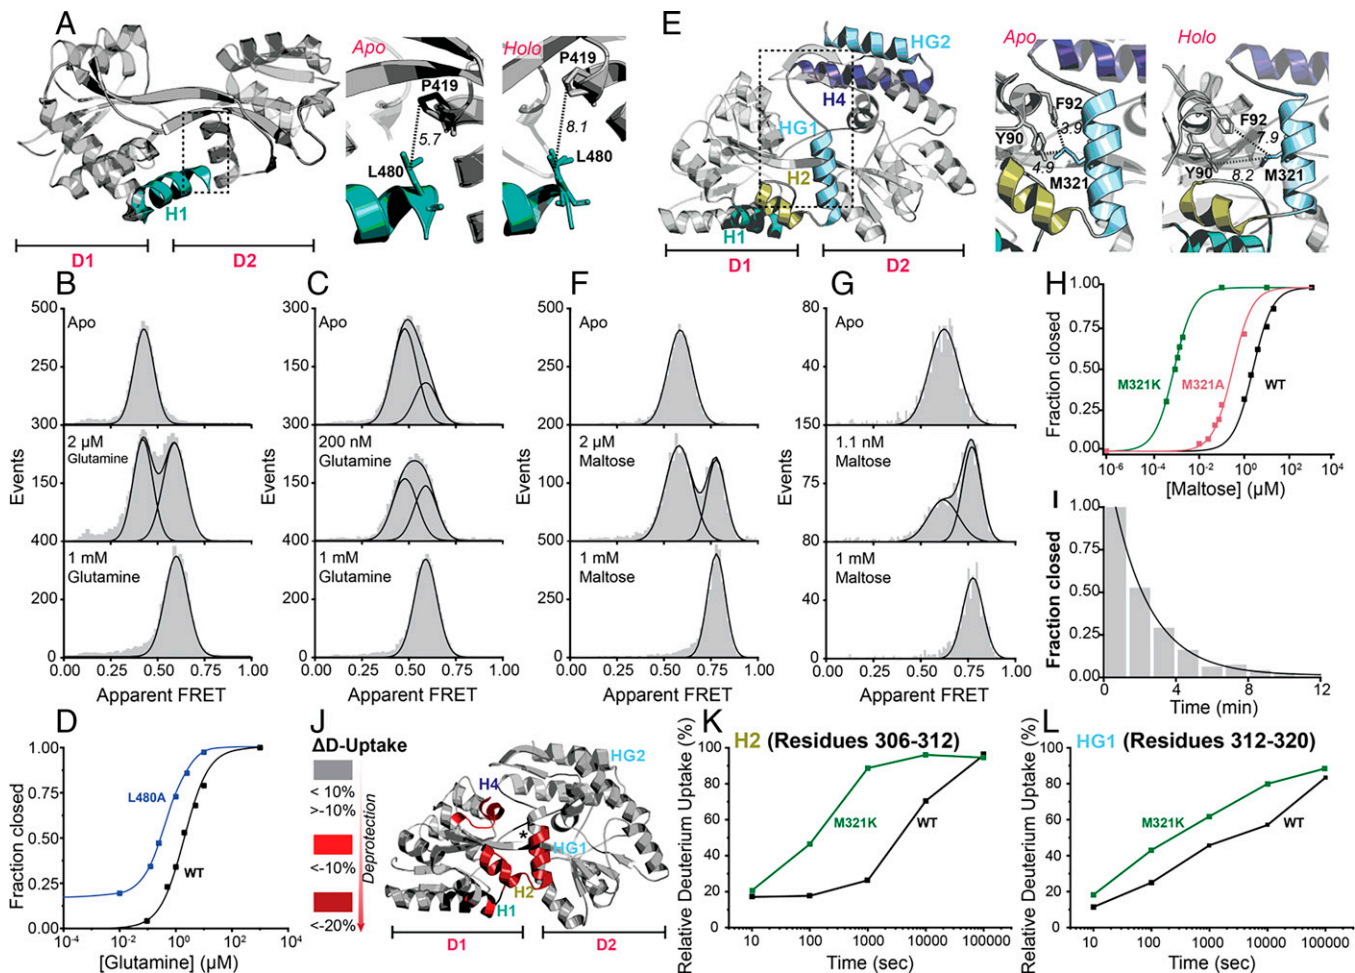 A
Apo
P419
5.7
L480
Holo
P419
8.1
L480
H1
D1
D2
E
HG2
H4
HG1
H2
H1
D1
D2
Apo
F92
3.9
Y90
4.9
M321
Holo
F92
7.9
Y90
8.2
M321
B
500
Apo
250
300
2 µM
Glutamine
150
400
1 mM
Glutamine
200
0
0.00 0.25 0.50 0.75 1.00
Apparent FRET
Events
C
300
Apo
150
300
200 nM
Glutamine
150
400
1 mM
Glutamine
200
0
0.00 0.25 0.50 0.75 1.00
Apparent FRET
Events
F
500
Apo
250
200
2 µM
Maltose
100
500
1 mM
Maltose
250
0
0.00 0.25 0.50 0.75 1.00
Apparent FRET
Events
G
80
Apo
40
150
1.1 nM
Maltose
75
80
1 mM
Maltose
40
0
0.00 0.25 0.50 0.75 1.00
Apparent FRET
Events
H
Fraction closed
1.00
0.75
0.50
0.25
0.00
M321K
M321A
WT
10⁻⁶ 10⁻⁴ 10⁻² 10⁰ 10² 10⁴
[Maltose] (µM)
I
Fraction closed
1.00
0.75
0.50
0.25
0.00
0 4 8 12
Time (min)
D
Fraction closed
1.00
0.75
0.50
0.25
0.00
L480A
WT
10⁻⁴ 10⁻² 10⁰ 10² 10⁴
[Glutamine] (µM)
J
ΔD-Uptake
< 10%
>-10%
<-10%
<-20%
Deprotection
HG2
H4
*
HG1
H2
H1
D1
D2
K
H2 (Residues 306-312)
Relative Deuterium Uptake (%)
100
80
60
40
20
0
M321K
WT
10 100 1000 10000 100000
Time (sec)
L
HG1 (Residues 312-320)
Relative Deuterium Uptake (%)
100
80
60
40
20
0
M321K
WT
10 100 1000 10000 100000
Time (sec)